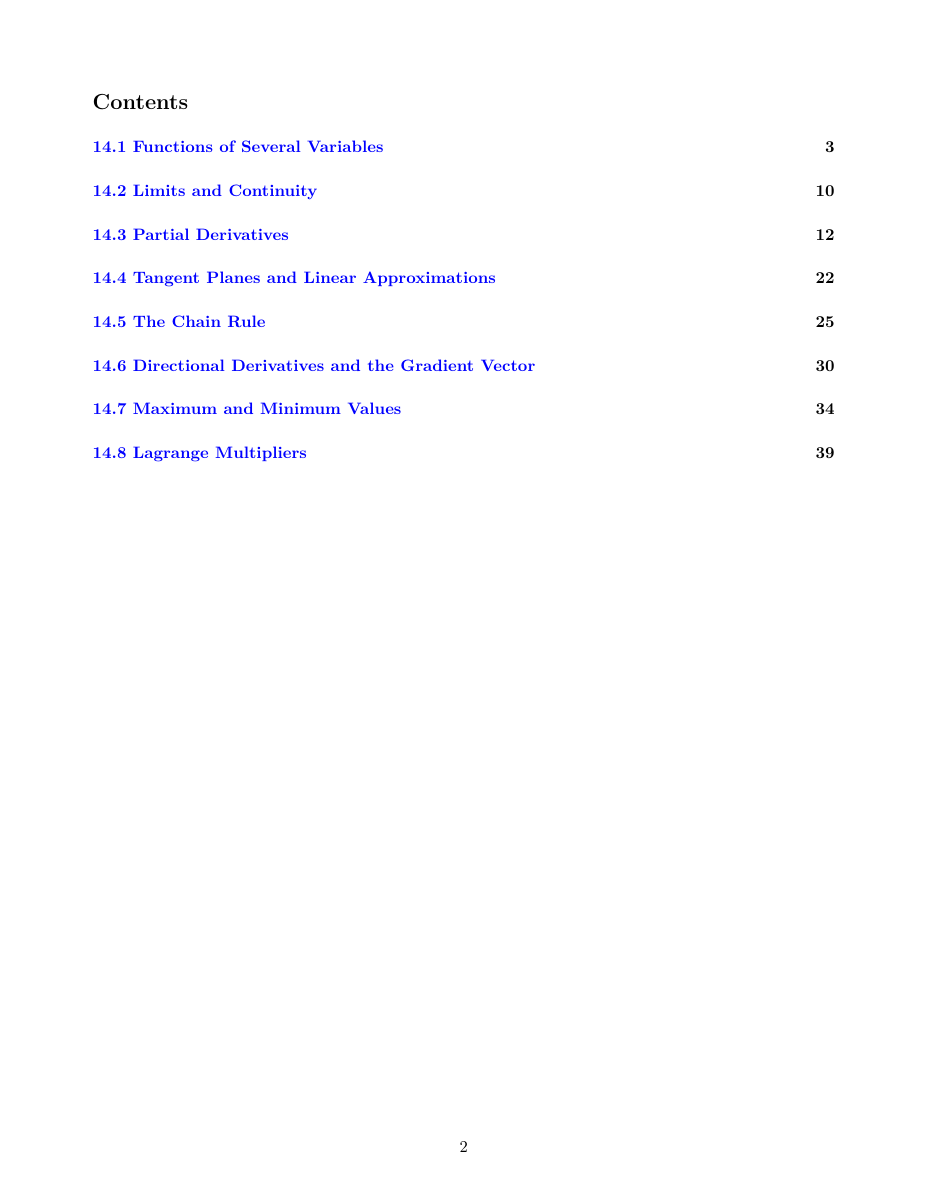 Contents
14.1 Functions of Several Variables 3
14.2 Limits and Continuity 10
14.3 Partial Derivatives 12
14.4 Tangent Planes and Linear Approximations 22
14.5 The Chain Rule 25
14.6 Directional Derivatives and the Gradient Vector 30
14.7 Maximum and Minimum Values 34
14.8 Lagrange Multipliers 39
2